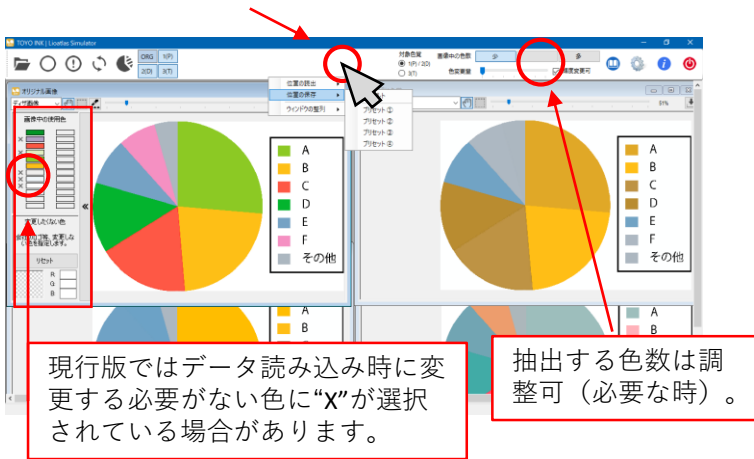 TOYO INK | Lioatlas Simulator
ORG 1(P)
2(D) 3(T)
対象色覚
1(P) / 2(D)
3(T)
画像中の色数 少 多
色変更量
位置の読出
位置の保存
ウィンドウの整列
プリセット①
プリセット②
プリセット③
プリセット④
オリジナル画像
画像中の使用色
×
×
×
×
変更したくない色
リセット
R
G
B
A
B
C
D
E
F
その他
81%
A
B
C
D
E
F
その他
A
B
A
B
現行版ではデータ読み込み時に変
更する必要がない色に“X”が選択
されている場合があります。
抽出する色数は調
整可（必要な時）。